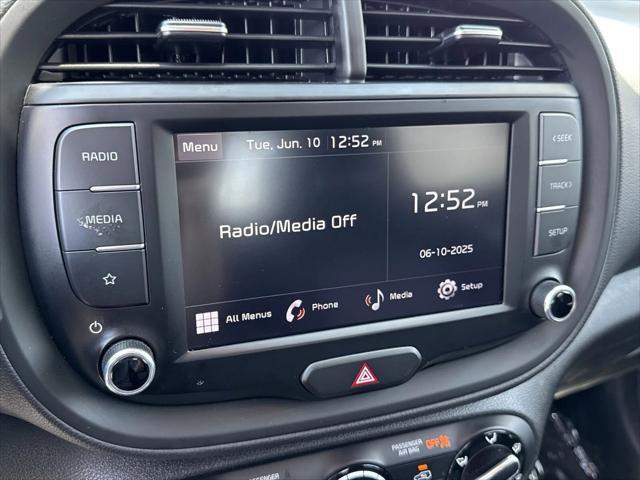 RADIO
MEDIA
Menu
Tue, Jun. 10 12:52 PM
Radio/Media Off
12:52 PM
06-10-2025
All Menus
Phone
Media
Setup
< SEEK
TRACK >
SETUP
PASSENGER AIR BAG OFF
PASSENGER